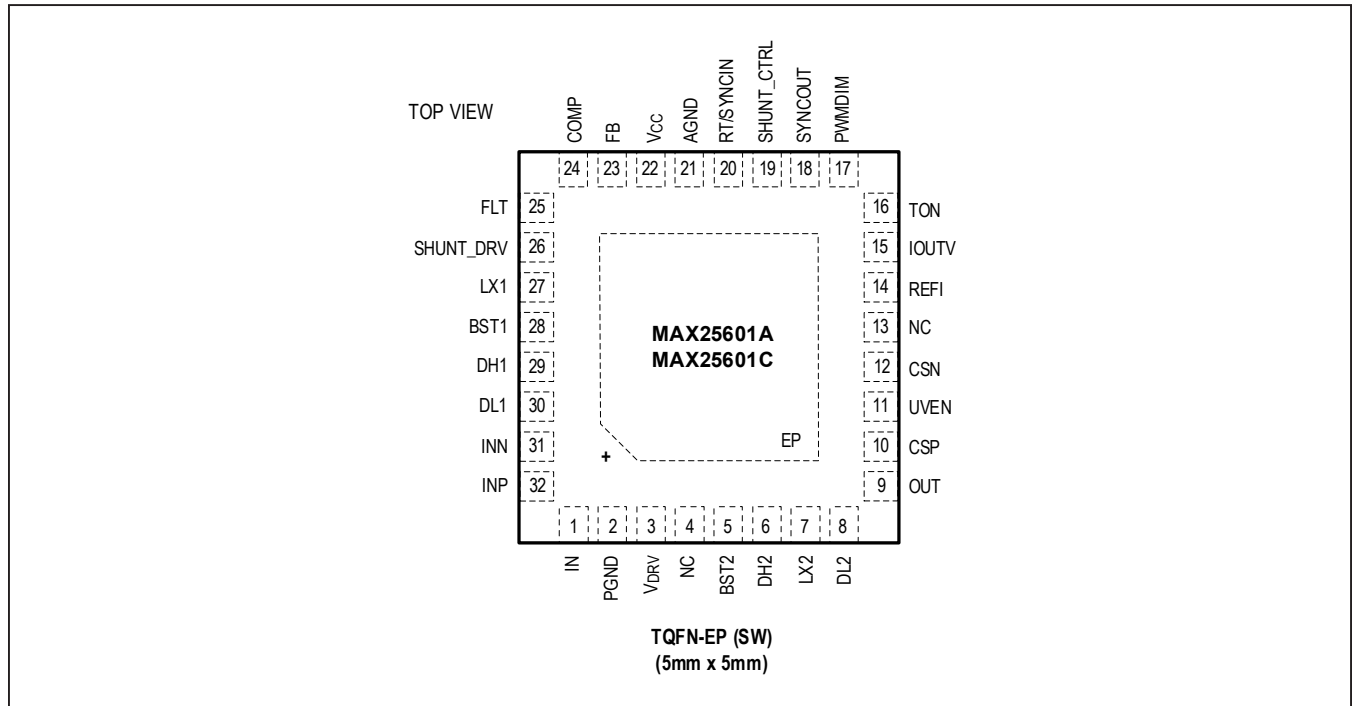 TOP VIEW
COMP
FB
VCC
AGND
RT/SYNCIN
SHUNT_CTRL
SYNCOUT
PWMDIM
24 23 22 21 20 19 18 17
FLT 25
SHUNT_DRV 26
LX1 27
BST1 28
DH1 29
DL1 30
INN 31
INP 32
MAX25601A
MAX25601C
EP
+
16 TON
15 IOUTV
14 REFI
13 NC
12 CSN
11 UVEN
10 CSP
9 OUT
1 2 3 4 5 6 7 8
IN
PGND
VDRV
NC
BST2
DH2
LX2
DL2
TQFN-EP (SW)
(5mm x 5mm)